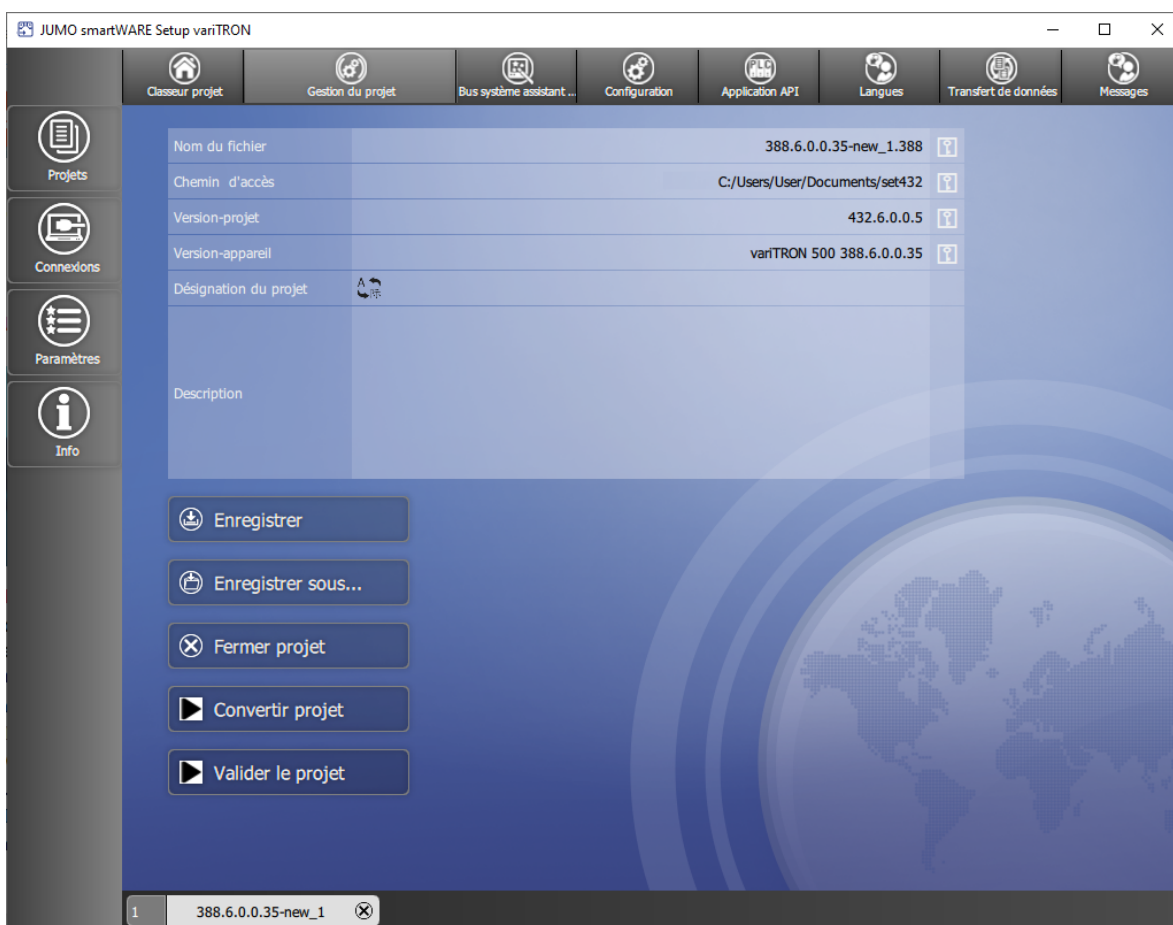 JUMO smartWARE Setup variTRON
Classeur projet
Gestion du projet
Bus système assistant ...
Configuration
Application API
Langues
Transfert de données
Messages
Projets
Connexions
Paramètres
Info
Nom du fichier 388.6.0.0.35-new_1.388
Chemin d'accès C:/Users/User/Documents/set432
Version-projet 432.6.0.0.5
Version-appareil variTRON 500 388.6.0.0.35
Désignation du projet
Description
Enregistrer
Enregistrer sous...
Fermer projet
Convertir projet
Valider le projet
1 388.6.0.0.35-new_1